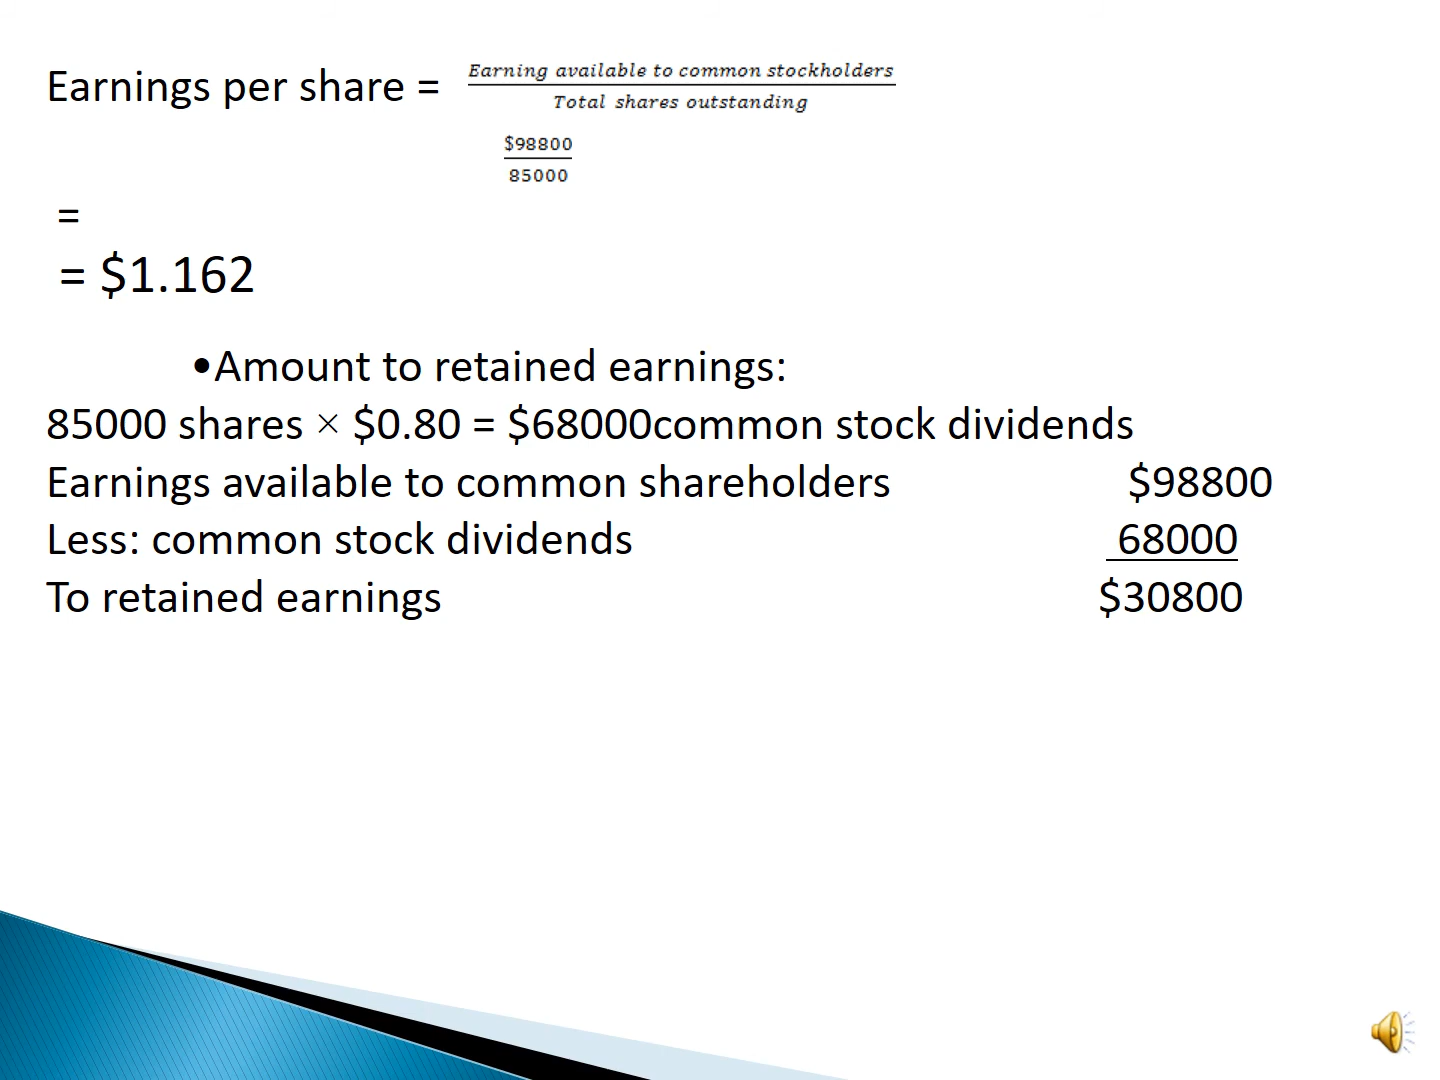 Earnings per share = Earning available to common stockholders
Total shares outstanding
$98800
85000
=
= $1.162
•Amount to retained earnings:
85000 shares × $0.80 = $68000common stock dividends
Earnings available to common shareholders $98800
Less: common stock dividends 68000
To retained earnings $30800